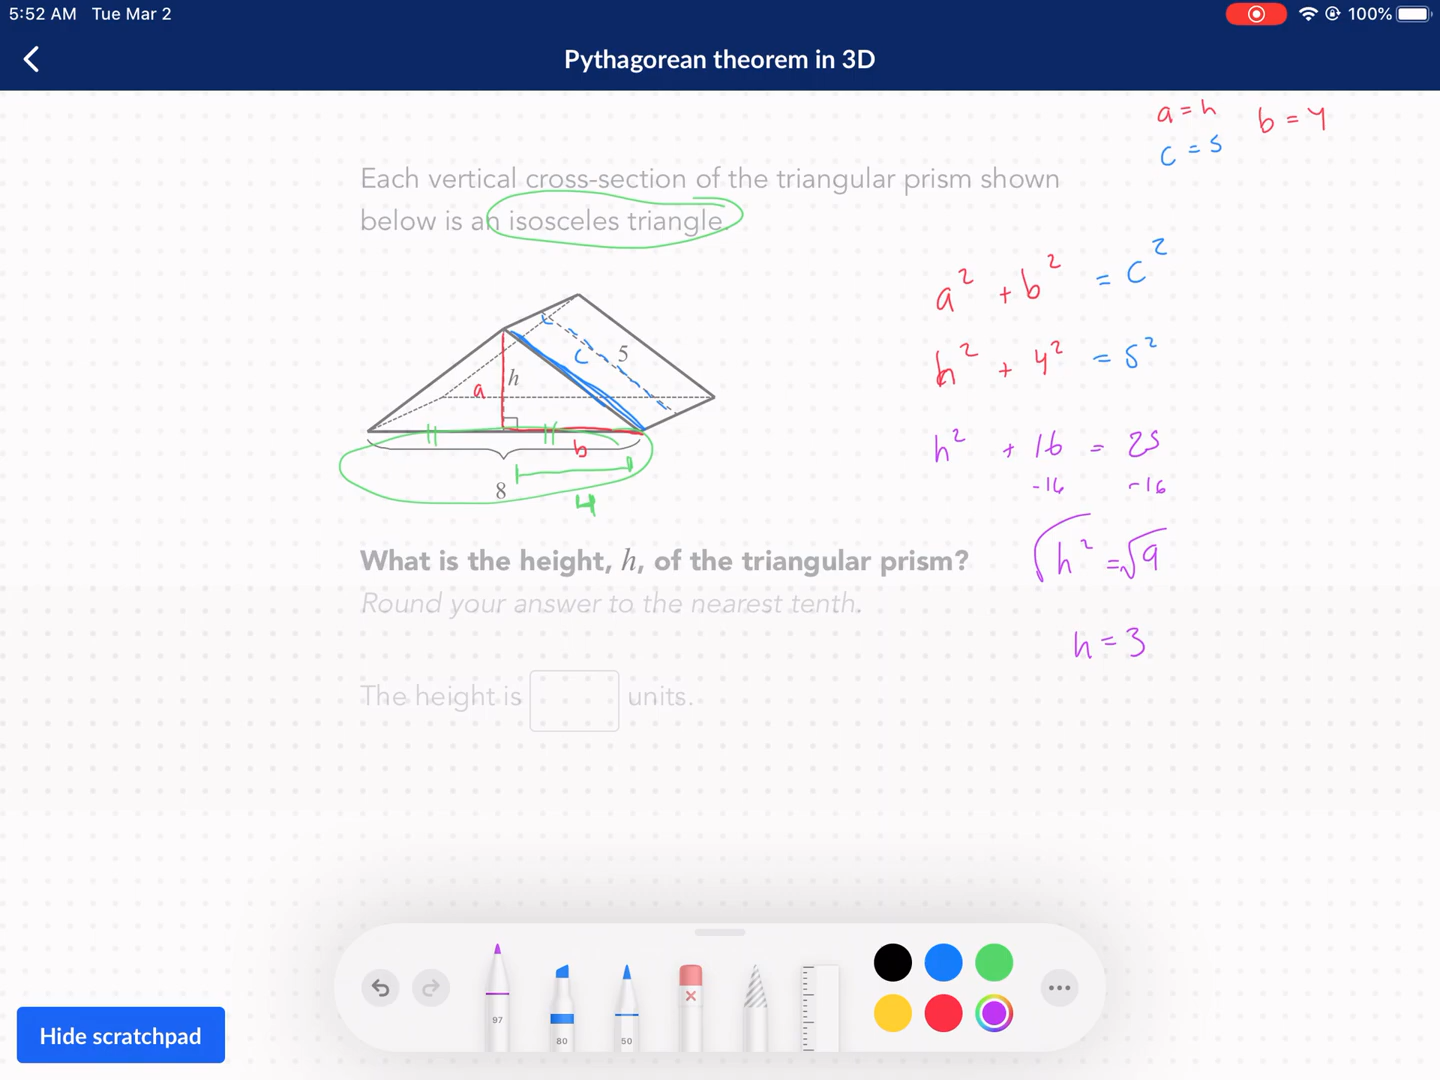 5:52 AM Tue Mar 2
100%
Pythagorean theorem in 3D
a = h b = 4
c = 5
Each vertical cross-section of the triangular prism shown
below is an isosceles triangle.
a² + b² = c²
h² + 4² = 5²
c
c
5
h
a
b
8
4
h² + 16 = 25
-16 -16
√h² = √9
h = 3
What is the height, h, of the triangular prism?
Round your answer to the nearest tenth.
The height is
units.
97
80
50
Hide scratchpad